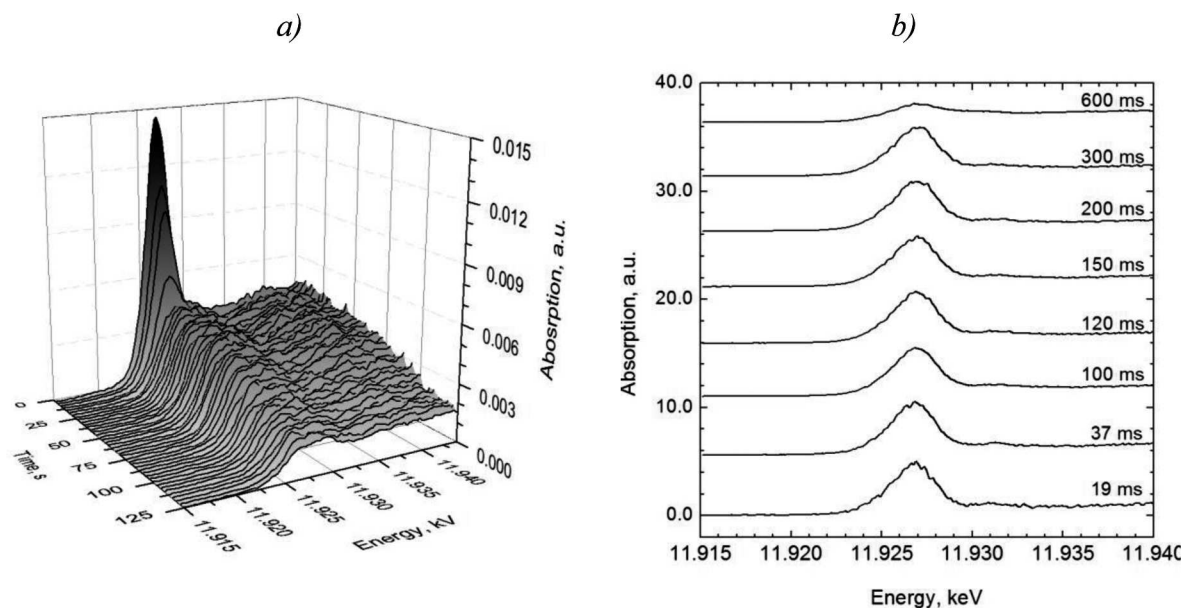 a)
0.015
0.012
0.009
0.006
0.003
0.000
Abosrption, a.u.
0
25
50
75
100
125
Time, s
11.915
11.920
11.925
11.930
11.935
11.940
Energy, kV
b)
40.0
30.0
20.0
10.0
0.0
Absorption, a.u.
600 ms
300 ms
200 ms
150 ms
120 ms
100 ms
37 ms
19 ms
11.915 11.920 11.925 11.930 11.935 11.940
Energy, keV